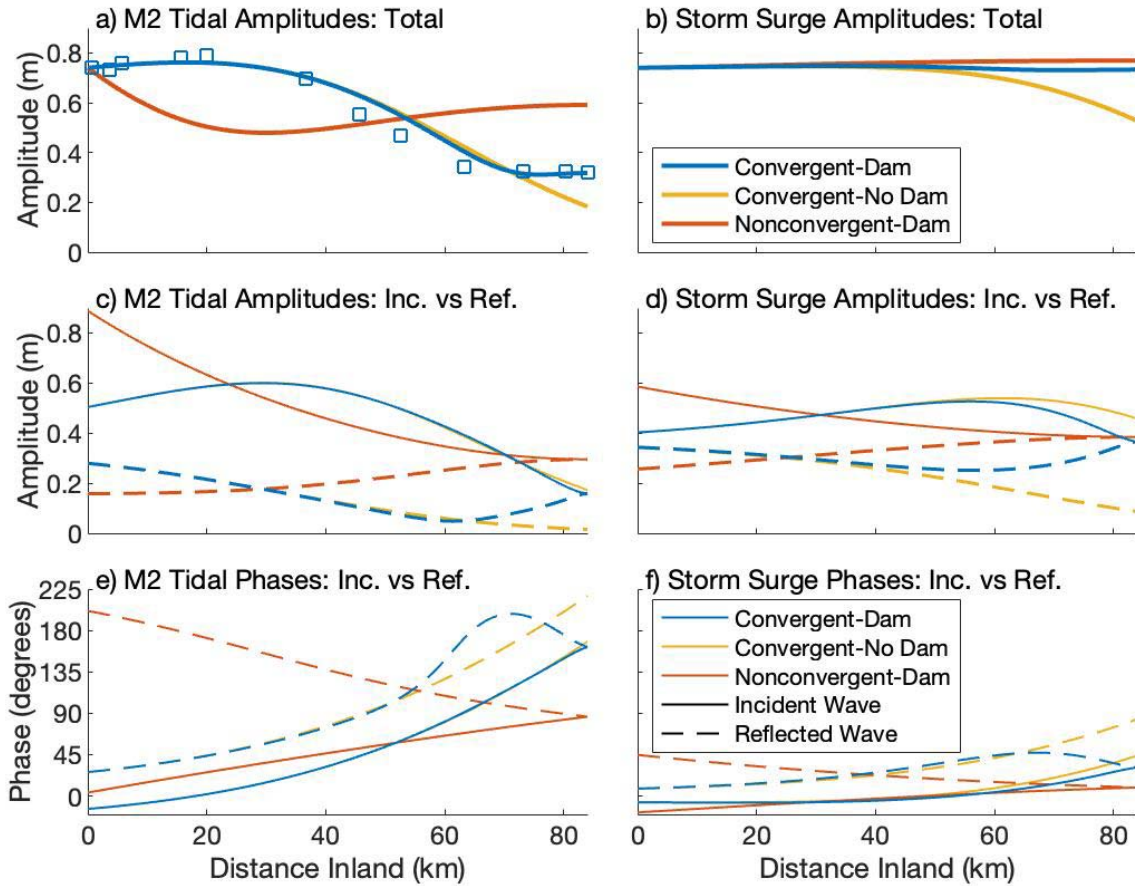 a) M2 Tidal Amplitudes: Total
b) Storm Surge Amplitudes: Total
0.8
0.6
0.4
0.2
0
Amplitude (m)
Convergent-Dam
Convergent-No Dam
Nonconvergent-Dam
c) M2 Tidal Amplitudes: Inc. vs Ref.
d) Storm Surge Amplitudes: Inc. vs Ref.
0.8
0.6
0.4
0.2
0
Amplitude (m)
e) M2 Tidal Phases: Inc. vs Ref.
f) Storm Surge Phases: Inc. vs Ref.
225
180
135
90
45
0
Phase (degrees)
Convergent-Dam
Convergent-No Dam
Nonconvergent-Dam
Incident Wave
Reflected Wave
0 20 40 60 80
0 20 40 60 80
Distance Inland (km)
Distance Inland (km)